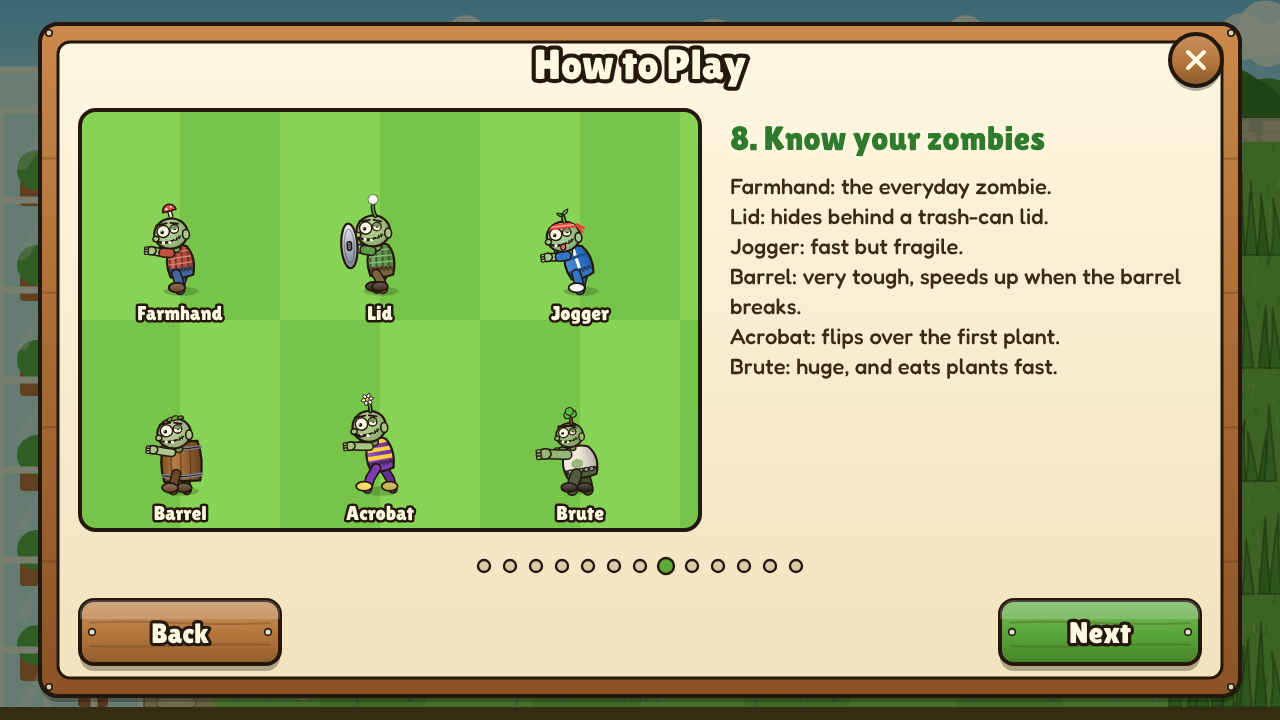 How to Play
8. Know your zombies
Farmhand: the everyday zombie.
Lid: hides behind a trash-can lid.
Jogger: fast but fragile.
Barrel: very tough, speeds up when the barrel
breaks.
Acrobat: flips over the first plant.
Brute: huge, and eats plants fast.
Farmhand
Lid
Jogger
Barrel
Acrobat
Brute
Back
Next